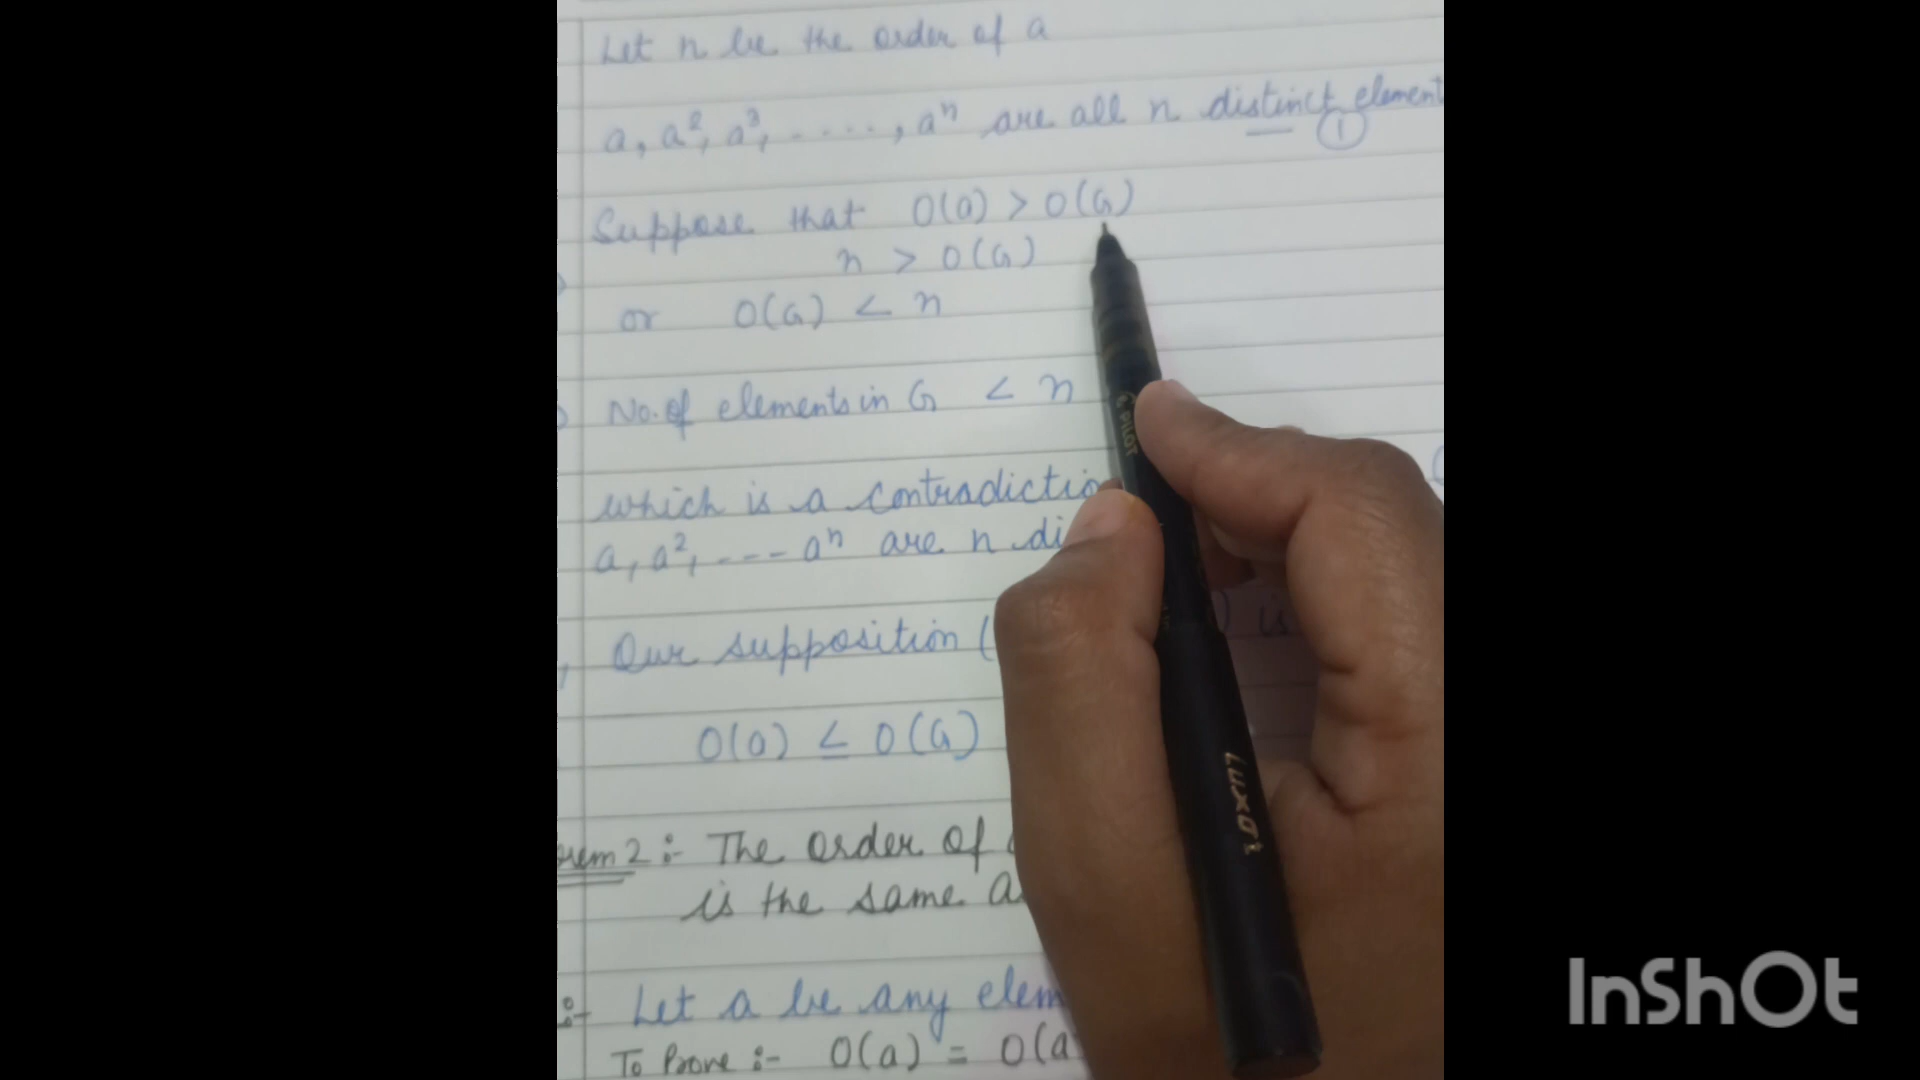 Let n be the order of a
a, a², a³, ....., aⁿ are all n distinct element
①
Suppose that O(a) > O(G)
n > O(G)
or O(G) < n
No. of elements in G < n
which is a contradictio
a, a², ---- aⁿ are n di
Our supposition ( ) is
O(a) ≤ O(G)
orem 2 :- The order of
is the same a
:- Let a be any elem
To Prove :- O(a) = O(a
PILOT
LUXOR
InShOt